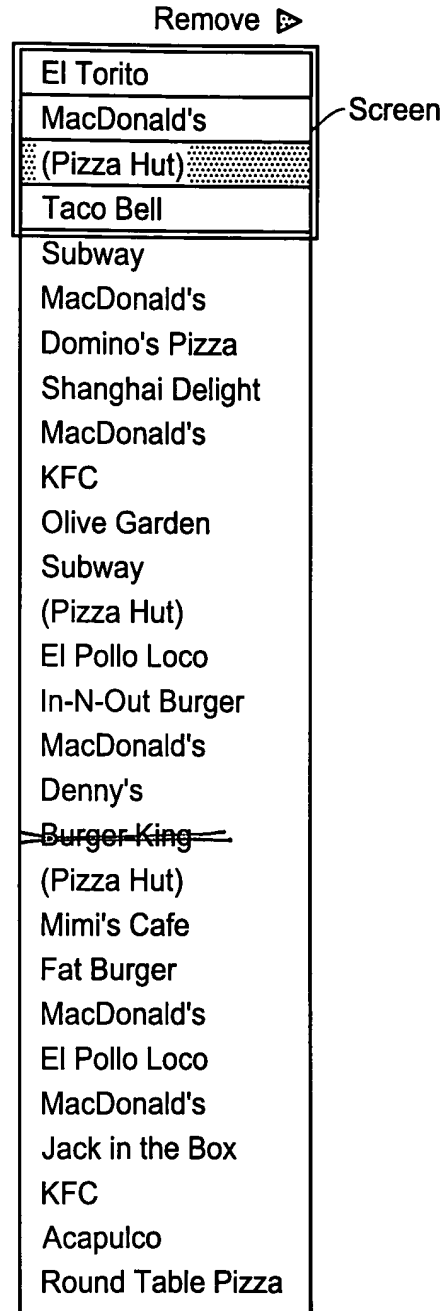 Remove
El Torito
MacDonald's
Screen
(Pizza Hut)
Taco Bell
Subway
MacDonald's
Domino's Pizza
Shanghai Delight
MacDonald's
KFC
Olive Garden
Subway
(Pizza Hut)
El Pollo Loco
In-N-Out Burger
MacDonald's
Denny's
Burger King
(Pizza Hut)
Mimi's Cafe
Fat Burger
MacDonald's
El Pollo Loco
MacDonald's
Jack in the Box
KFC
Acapulco
Round Table Pizza